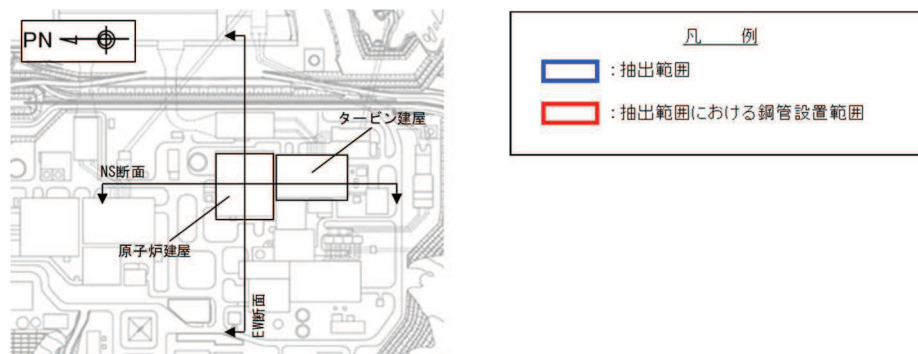 PN
タービン建屋
NS断面
原子炉建屋
EW断面
凡 例
：抽出範囲
：抽出範囲における鋼管設置範囲